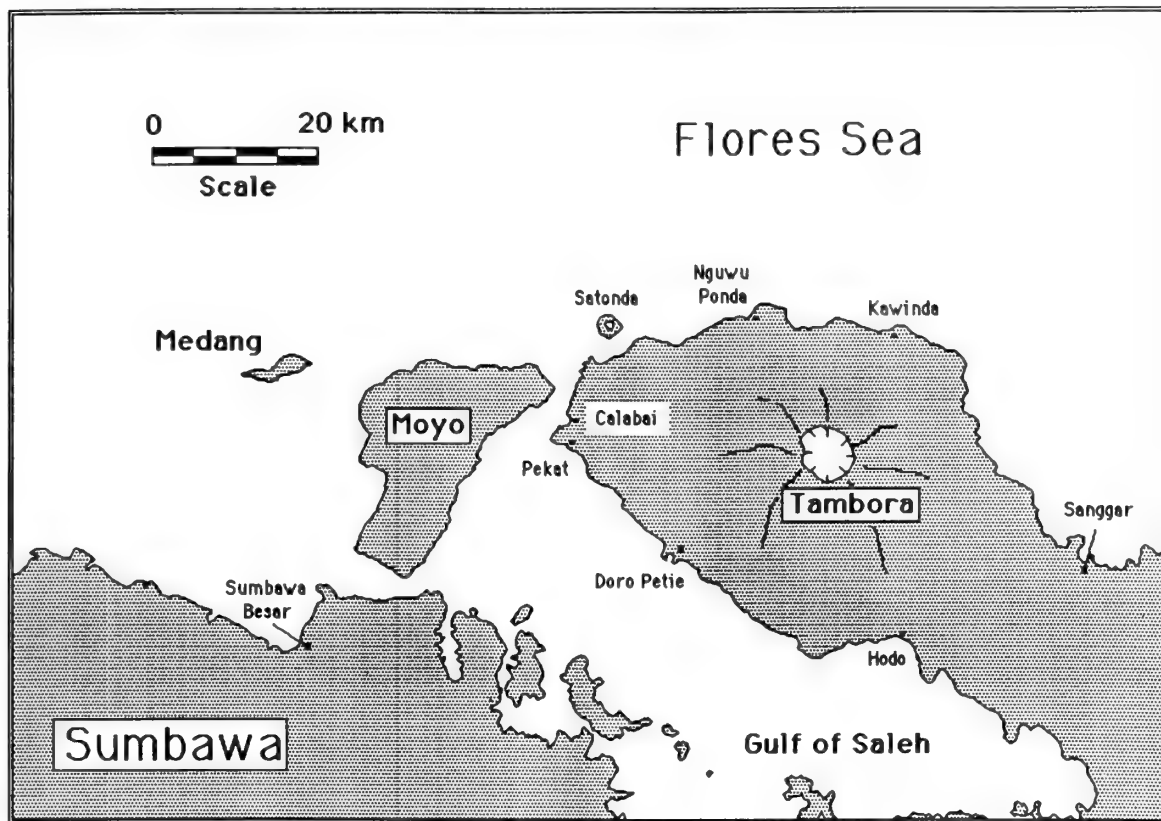 0 20 km
Scale
Flores Sea
Nguwu
Ponda
Satonda
Kawinda
Medang
Moyo
Calabai
Pekat
Tambora
Sanggar
Doro Petie
Sumbawa
Besar
Hodo
Sumbawa
Gulf of Saleh